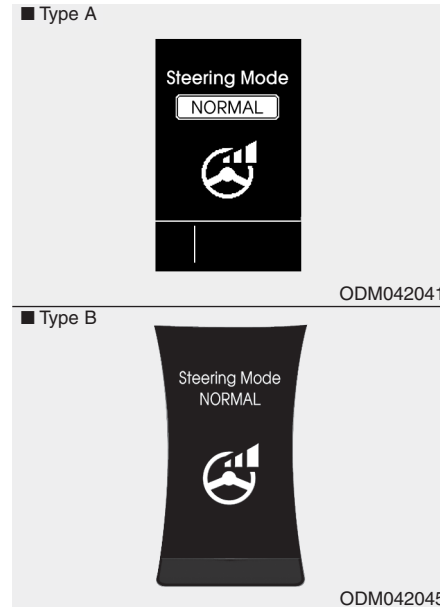 ■ Type A
Steering Mode
NORMAL
ODM042041
■ Type B
Steering Mode
NORMAL
ODM042045